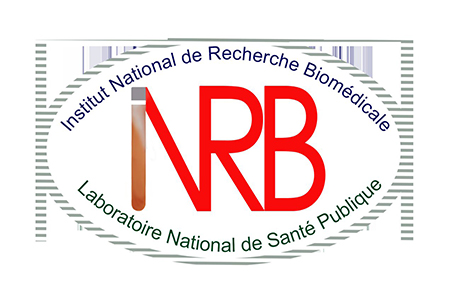 Institut National de Recherche Biomédicale
INRB
Laboratoire National de Santé Publique